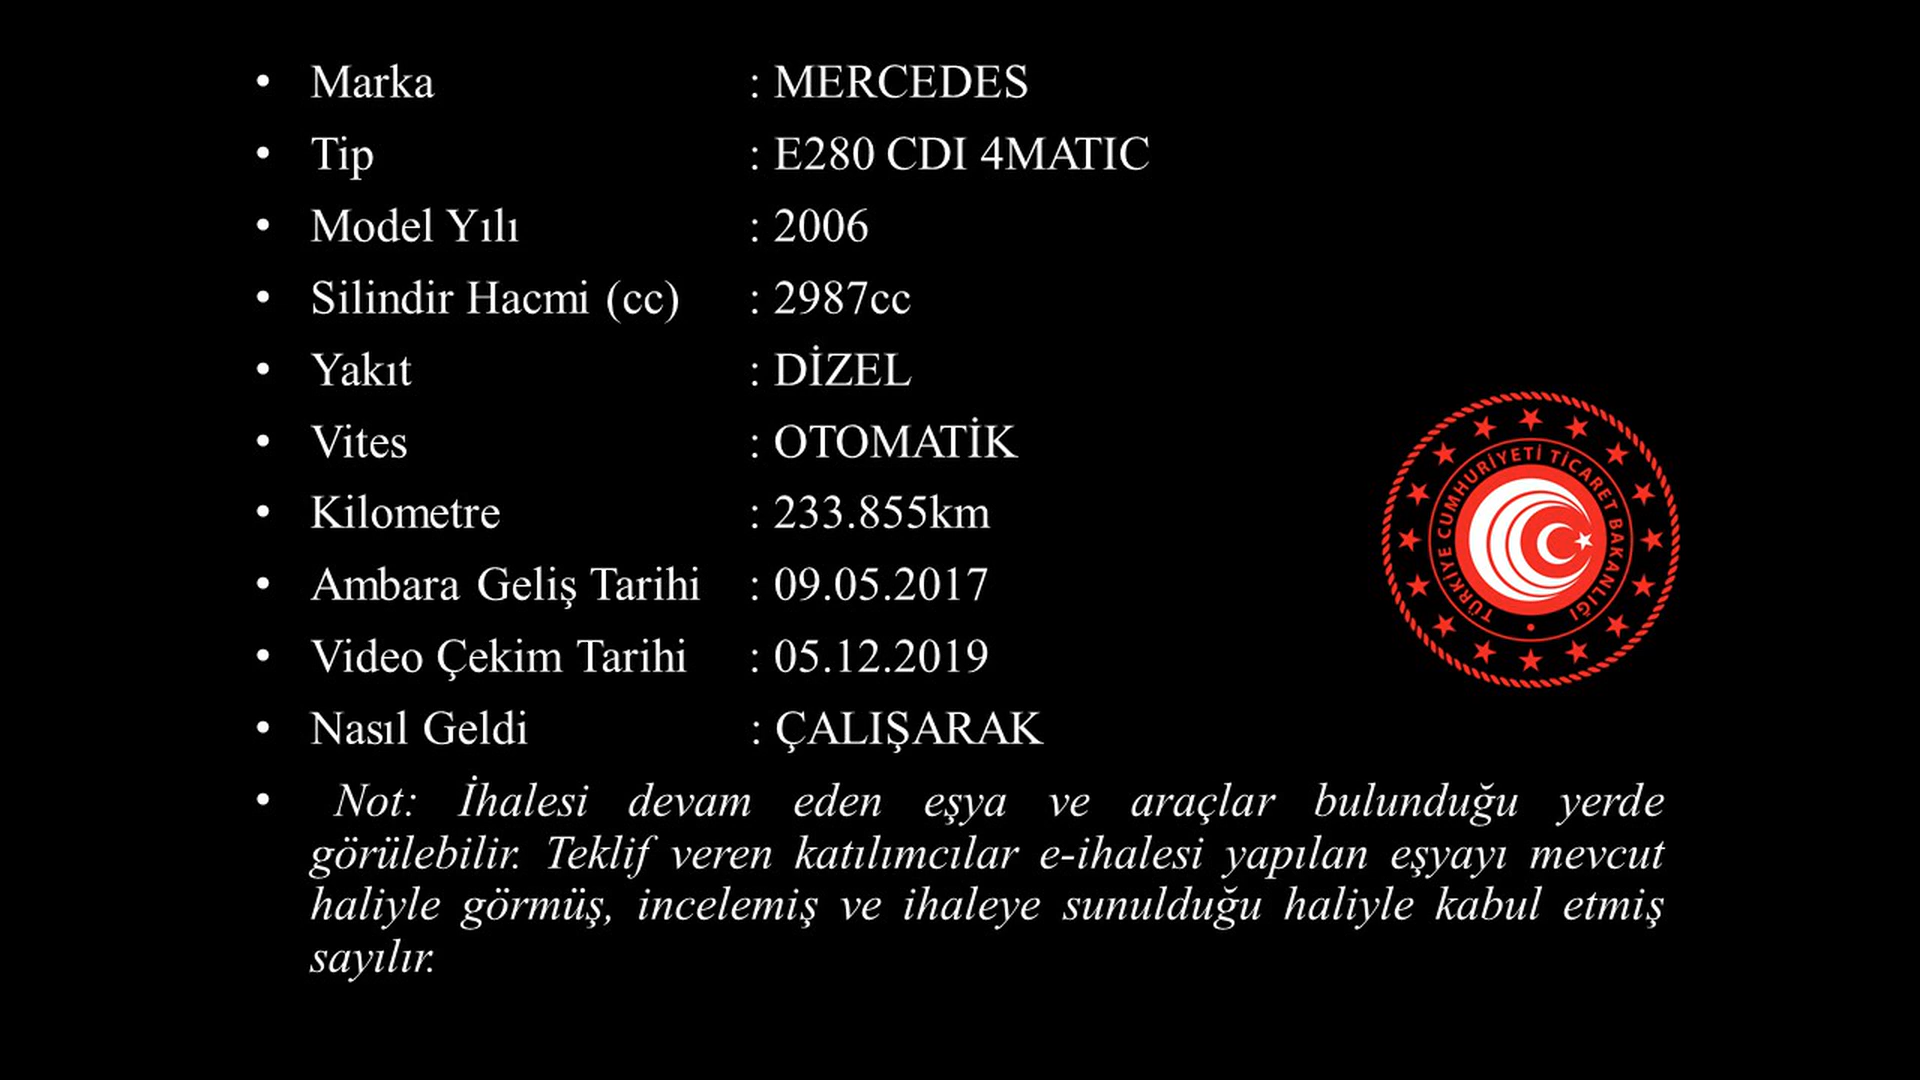 • Marka : MERCEDES
• Tip : E280 CDI 4MATIC
• Model Yılı : 2006
• Silindir Hacmi (cc) : 2987cc
• Yakıt : DİZEL
• Vites : OTOMATİK
• Kilometre : 233.855km
• Ambara Geliş Tarihi : 09.05.2017
• Video Çekim Tarihi : 05.12.2019
• Nasıl Geldi : ÇALIŞARAK
• Not: İhalesi devam eden eşya ve araçlar bulunduğu yerde
görülebilir. Teklif veren katılımcılar e-ihalesi yapılan eşyayı mevcut
haliyle görmüş, incelemiş ve ihaleye sunulduğu haliyle kabul etmiş
sayılır.
TÜRKİYE CUMHURİYETİ TİCARET BAKANLIĞI